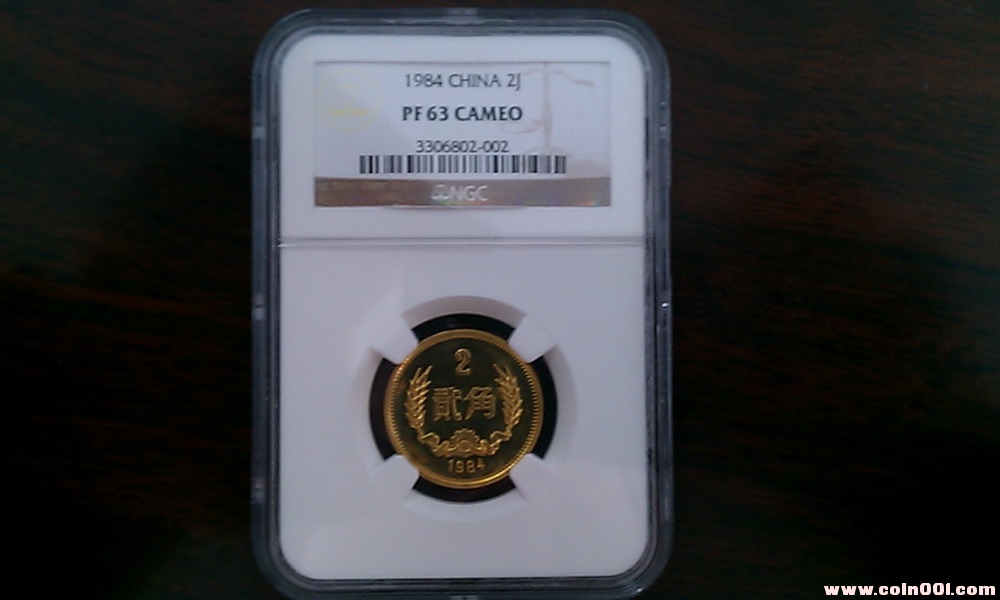 1984 CHINA 2J
PF 63 CAMEO
3306802-002
NGC
2
贰角
1984
www.coin001.com